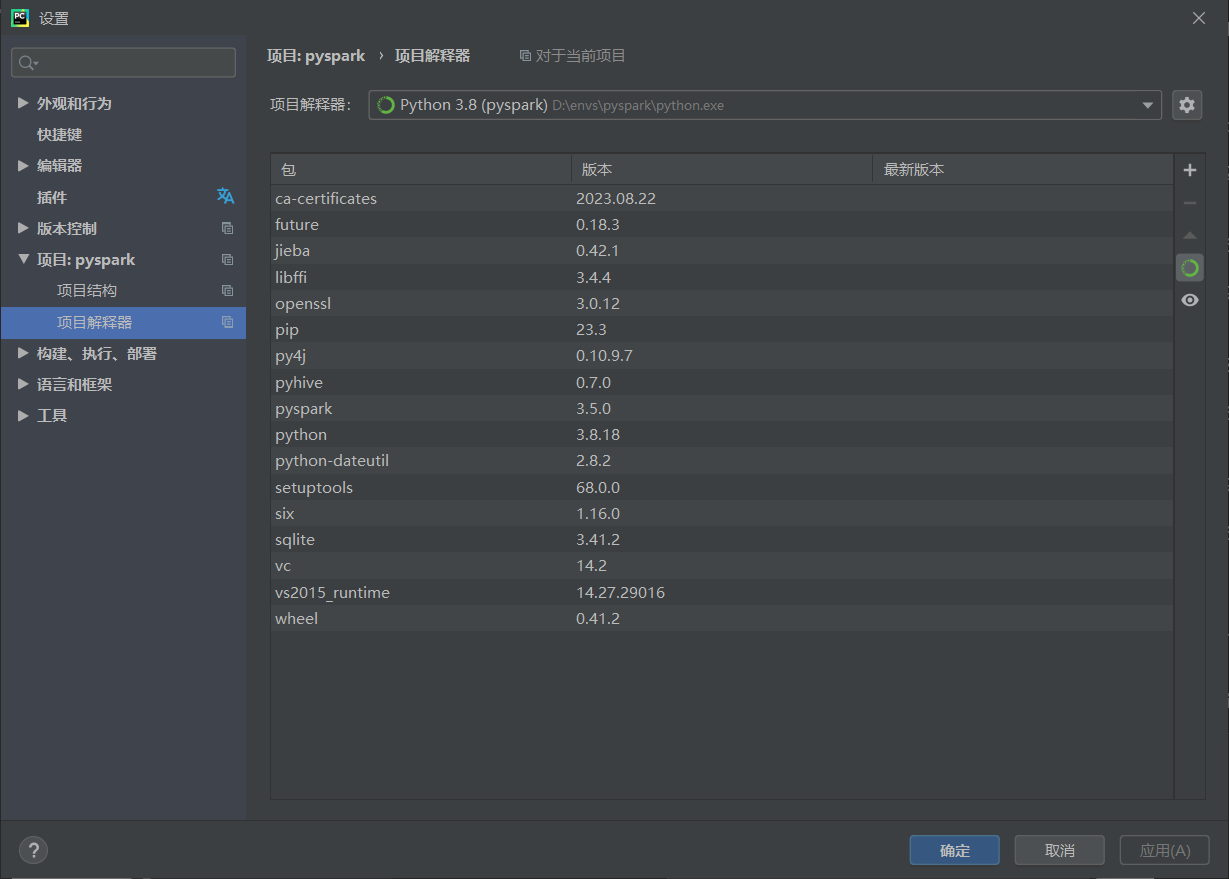 PC 设置
项目: pyspark › 项目解释器 对于当前项目
项目解释器: Python 3.8 (pyspark) D:\envs\pyspark\python.exe
外观和行为
快捷键
编辑器
插件
版本控制
项目: pyspark
项目结构
项目解释器
构建、执行、部署
语言和框架
工具
包 版本 最新版本
ca-certificates 2023.08.22
future 0.18.3
jieba 0.42.1
libffi 3.4.4
openssl 3.0.12
pip 23.3
py4j 0.10.9.7
pyhive 0.7.0
pyspark 3.5.0
python 3.8.18
python-dateutil 2.8.2
setuptools 68.0.0
six 1.16.0
sqlite 3.41.2
vc 14.2
vs2015_runtime 14.27.29016
wheel 0.41.2
? 确定 取消 应用(A)